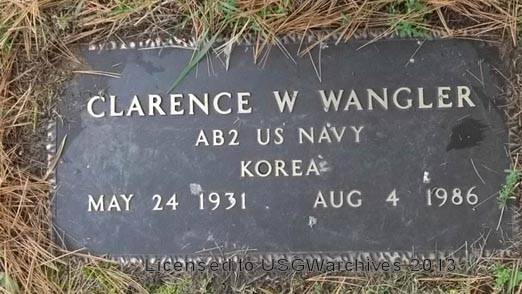 CLARENCE W WANGLER
AB2 US NAVY
KOREA
MAY 24 1931 AUG 4 1986
Licensed to USGWarchives 2013